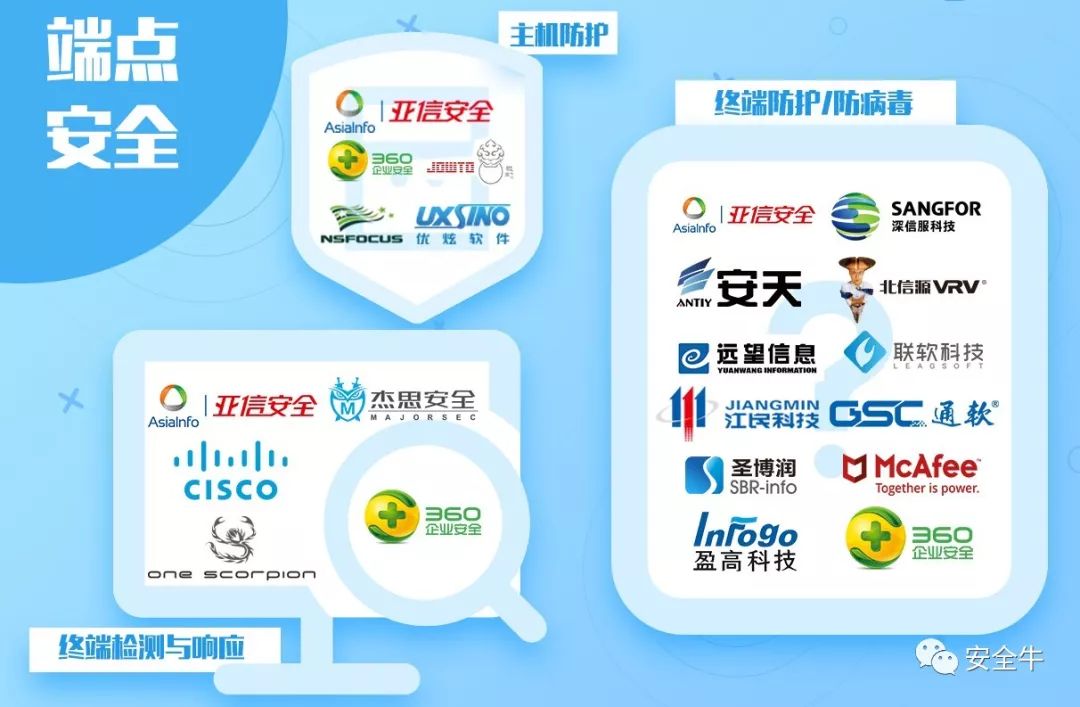 端点
安全
主机防护
AsiaInfo 亚信安全
360
企业安全
JOWTO
NSFOCUS
UXSINO
优炫软件
终端防护/防病毒
AsiaInfo 亚信安全
SANGFOR
深信服科技
ANTIY 安天
北信源VRV®
远望信息
YUANWANG INFORMATION
联软科技
LEAGSOFT
JIANGMIN
江民科技
GSC 通软®
圣博润
SBR-info
McAfee™
Together is power.
Infogo
盈高科技
360
企业安全
AsiaInfo 亚信安全
M
杰思安全
MAJORSEC
CISCO
360
企业安全
one scorpion
终端检测与响应
安全牛